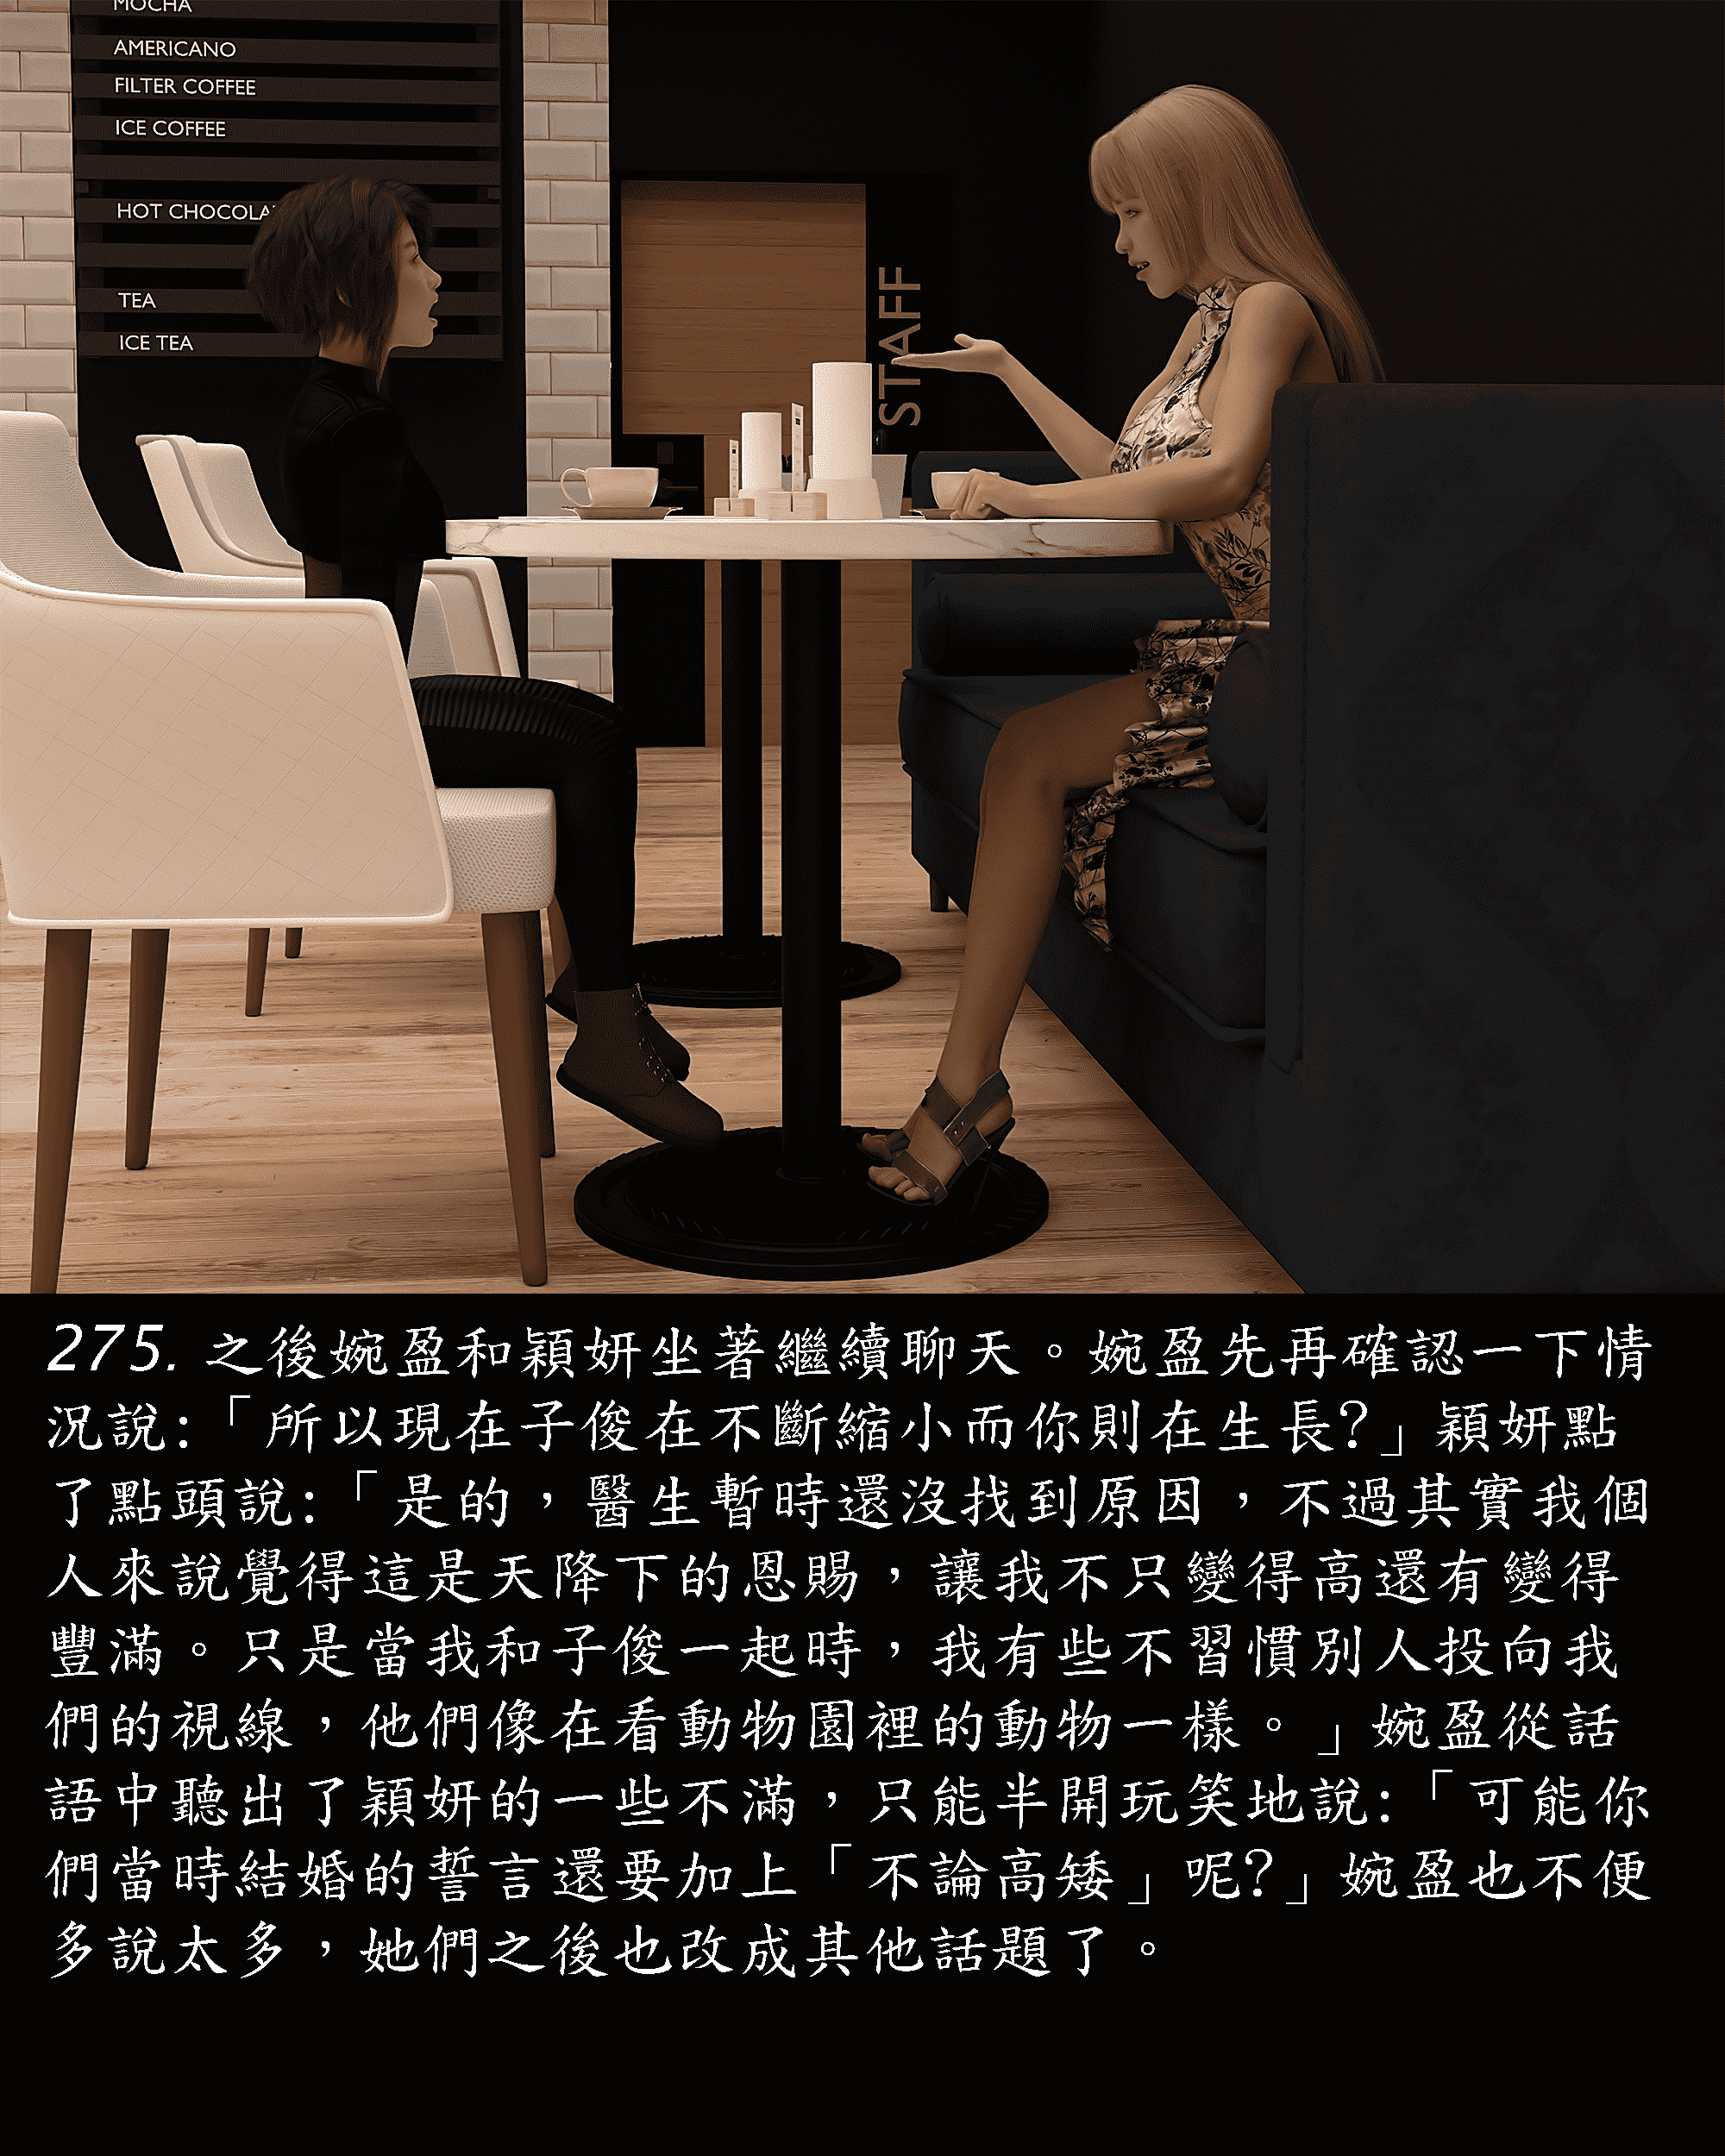 MOCHA
AMERICANO
FILTER COFFEE
ICE COFFEE
HOT CHOCOLA
TEA
ICE TEA
STAFF
275. 之後婉盈和穎妍坐著繼續聊天。婉盈先再確認一下情
況說:「所以現在子俊在不斷縮小而你則在生長?」穎妍點
了點頭說:「是的，醫生暫時還沒找到原因，不過其實我個
人來說覺得這是天降下的恩賜，讓我不只變得高還有變得
豐滿。只是當我和子俊一起時，我有些不習慣別人投向我
們的視線，他們像在看動物園裡的動物一樣。」婉盈從話
語中聽出了穎妍的一些不滿，只能半開玩笑地說:「可能你
們當時結婚的誓言還要加上「不論高矮」呢?」婉盈也不便
多說太多，她們之後也改成其他話題了。